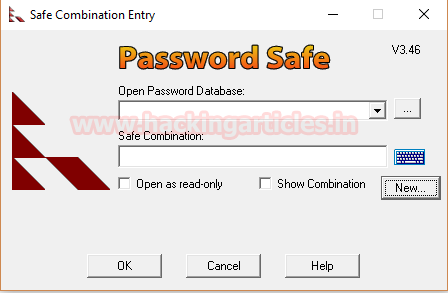 Safe Combination Entry
Password Safe
V3.46
Open Password Database:
...
www.hackingarticles.in
Safe Combination:
Open as read-only
Show Combination
New...
OK
Cancel
Help